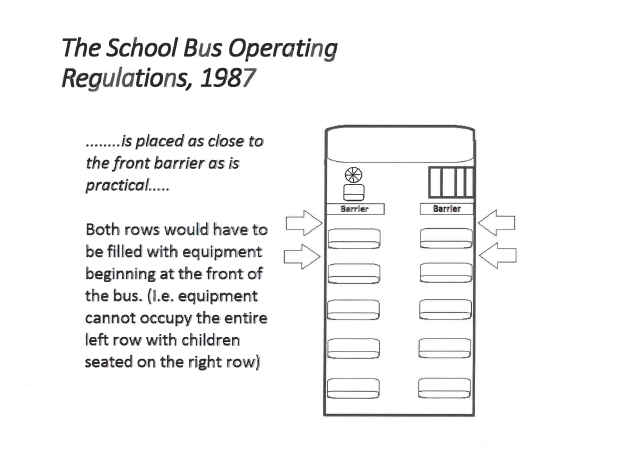 The School Bus Operating
Regulations, 1987
........is placed as close to
the front barrier as is
practical.....
Both rows would have to
be filled with equipment
beginning at the front of
the bus. (I.e. equipment
cannot occupy the entire
left row with children
seated on the right row)
Barrier
Barrier